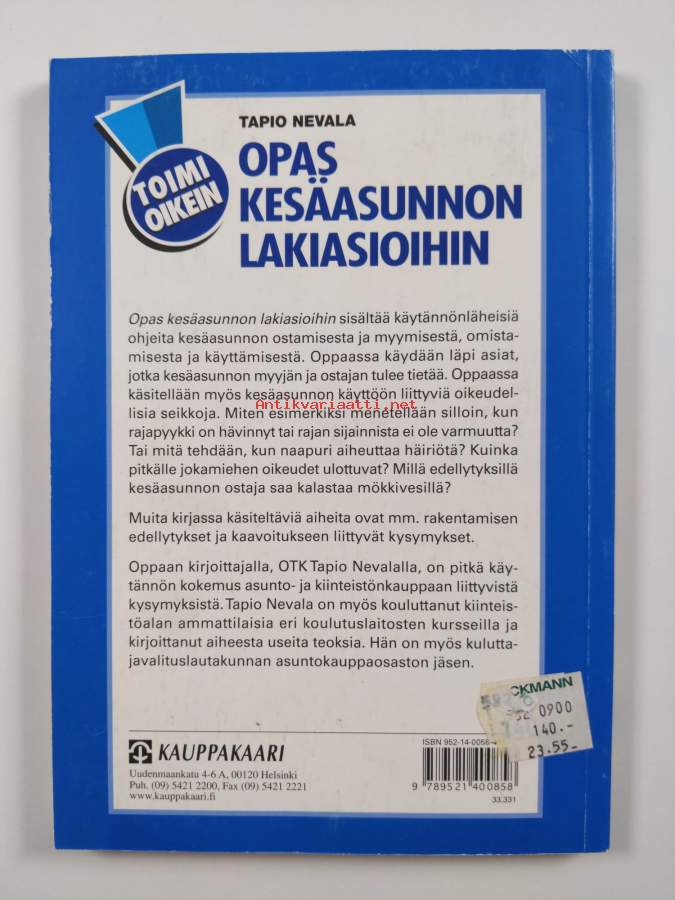 TAPIO NEVALA
TOIMI
OIKEIN
OPAS
KESÄASUNNON
LAKIASIOIHIN
Opas kesäasunnon lakiasioihin sisältää käytännönläheisiä
ohjeita kesäasunnon ostamisesta ja myymisestä, omista-
misesta ja käyttämisestä. Oppaassa käydään läpi asiat,
jotka kesäasunnon myyjän ja ostajan tulee tietää. Oppaassa
käsitellään myös kesäasunnon käyttöön liittyviä oikeudel-
lisia seikkoja. Miten esimerkiksi menetellään silloin, kun
Antikvariaatti.net
rajapyykki on hävinnyt tai rajan sijainnista ei ole varmuutta?
Tai mitä tehdään, kun naapuri aiheuttaa häiriötä? Kuinka
pitkälle jokamiehen oikeudet ulottuvat? Millä edellytyksillä
kesäasunnon ostaja saa kalastaa mökkivesillä?
Muita kirjassa käsiteltäviä aiheita ovat mm. rakentamisen
edellytykset ja kaavoitukseen liittyvät kysymykset.
Oppaan kirjoittajalla, OTK Tapio Nevalalla, on pitkä käy-
tännön kokemus asunto- ja kiinteistönkauppaan liittyvistä
kysymyksistä. Tapio Nevala on myös kouluttanut kiinteis-
töalan ammattilaisia eri koulutuslaitosten kursseilla ja
kirjoittanut aiheesta useita teoksia. Hän on myös kulutta-
javalituslautakunnan asuntokauppaosaston jäsen.
CKMANN
0900
140.-
23.55-
KAUPPAKAARI
Uudenmaankatu 4-6 A, 00120 Helsinki
Puh. (09) 5421 2200, Fax (09) 5421 2221
www.kauppakaari.fi
ISBN 952-14-0056-
9 789521 400858
33.331